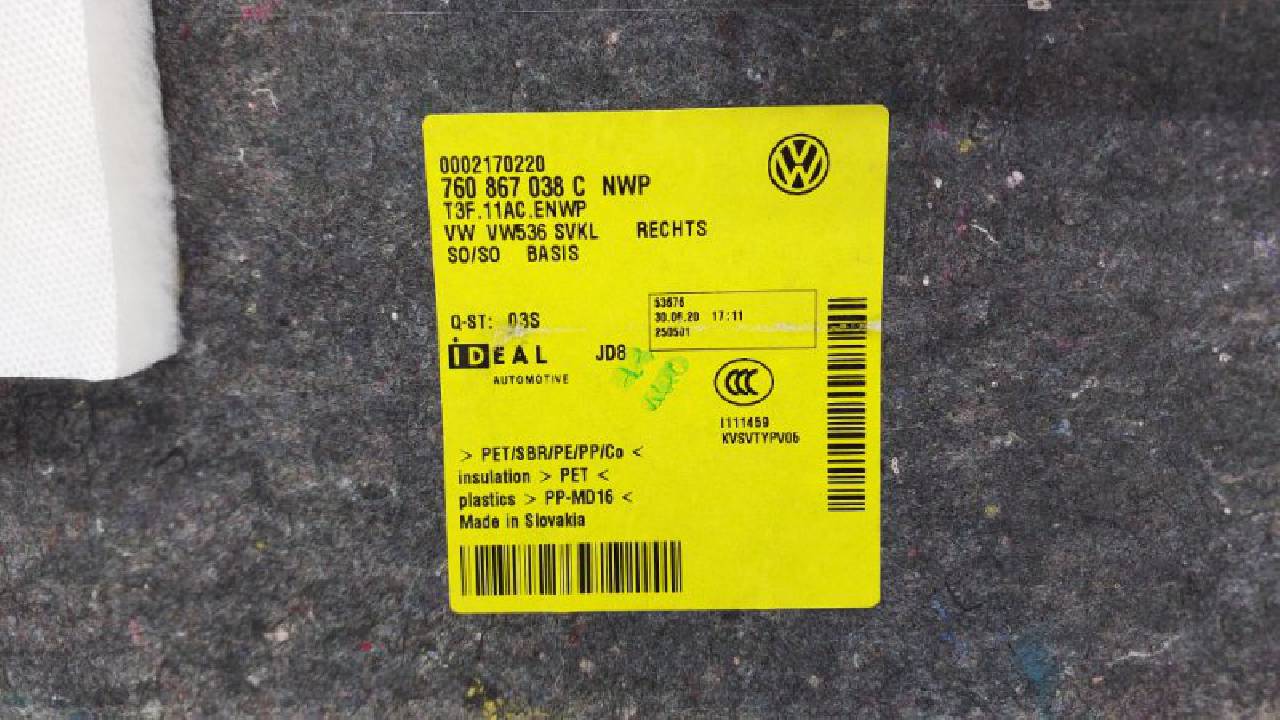 0002170220
760 867 038 C NWP
T3F.11AC.ENWP
VW VW536 SVKL RECHTS
SO/SO BASIS
53676
30.06.20 17:11
250501
Q-ST: 03S
iDEAL JD8
AUTOMOTIVE
I111459
KVSVTYPV06
> PET/SBR/PE/PP/Co <
insulation > PET <
plastics > PP-MD16 <
Made in Slovakia